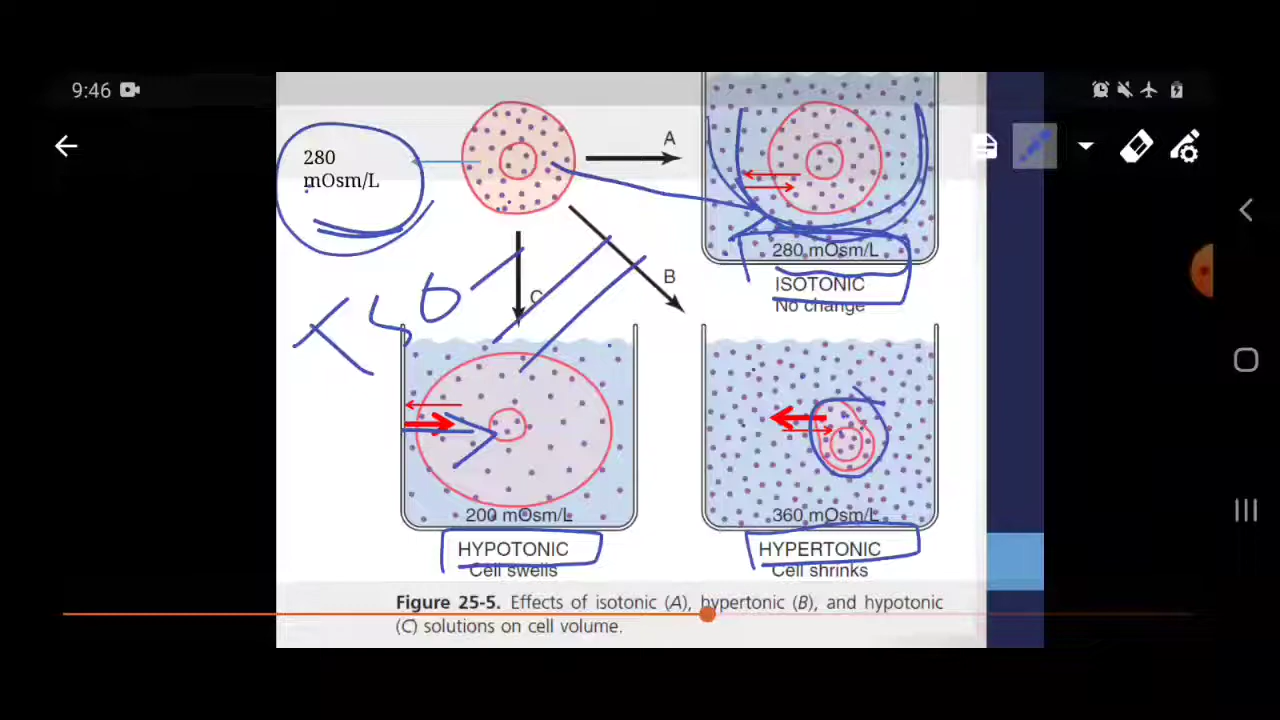 9:46
280
mOsm/L
A
280 mOsm/L
ISOTONIC
No change
B
C
200 mOsm/L
HYPOTONIC
Cell swells
360 mOsm/L
HYPERTONIC
Cell shrinks
Figure 25-5. Effects of isotonic (A), hypertonic (B), and hypotonic
(C) solutions on cell volume.